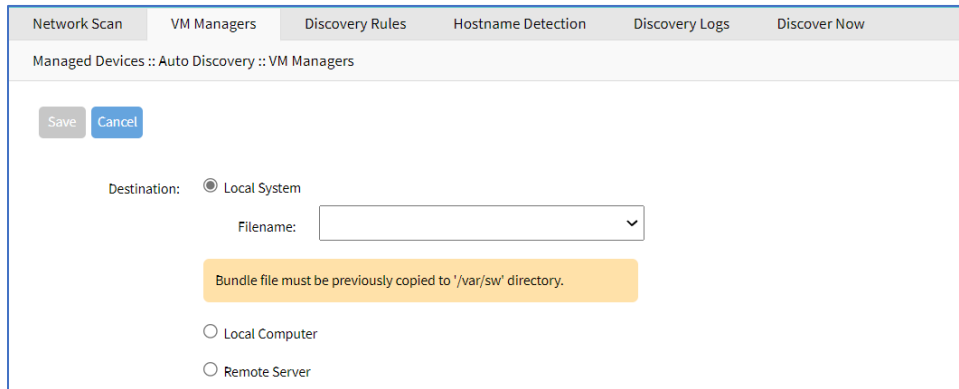 Network Scan VM Managers Discovery Rules Hostname Detection Discovery Logs Discover Now
Managed Devices :: Auto Discovery :: VM Managers
Save Cancel
Destination: Local System
Filename:
Bundle file must be previously copied to '/var/sw' directory.
Local Computer
Remote Server